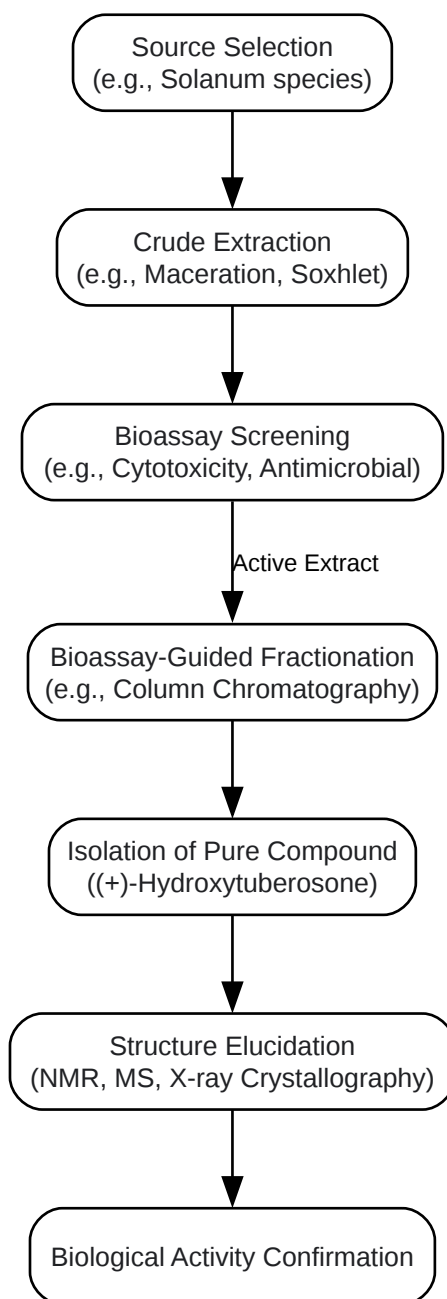 Source Selection
(e.g., Solanum species)
Crude Extraction
(e.g., Maceration, Soxhlet)
Bioassay Screening
(e.g., Cytotoxicity, Antimicrobial)
Active Extract
Bioassay-Guided Fractionation
(e.g., Column Chromatography)
Isolation of Pure Compound
((+)-Hydroxytuberosone)
Structure Elucidation
(NMR, MS, X-ray Crystallography)
Biological Activity Confirmation